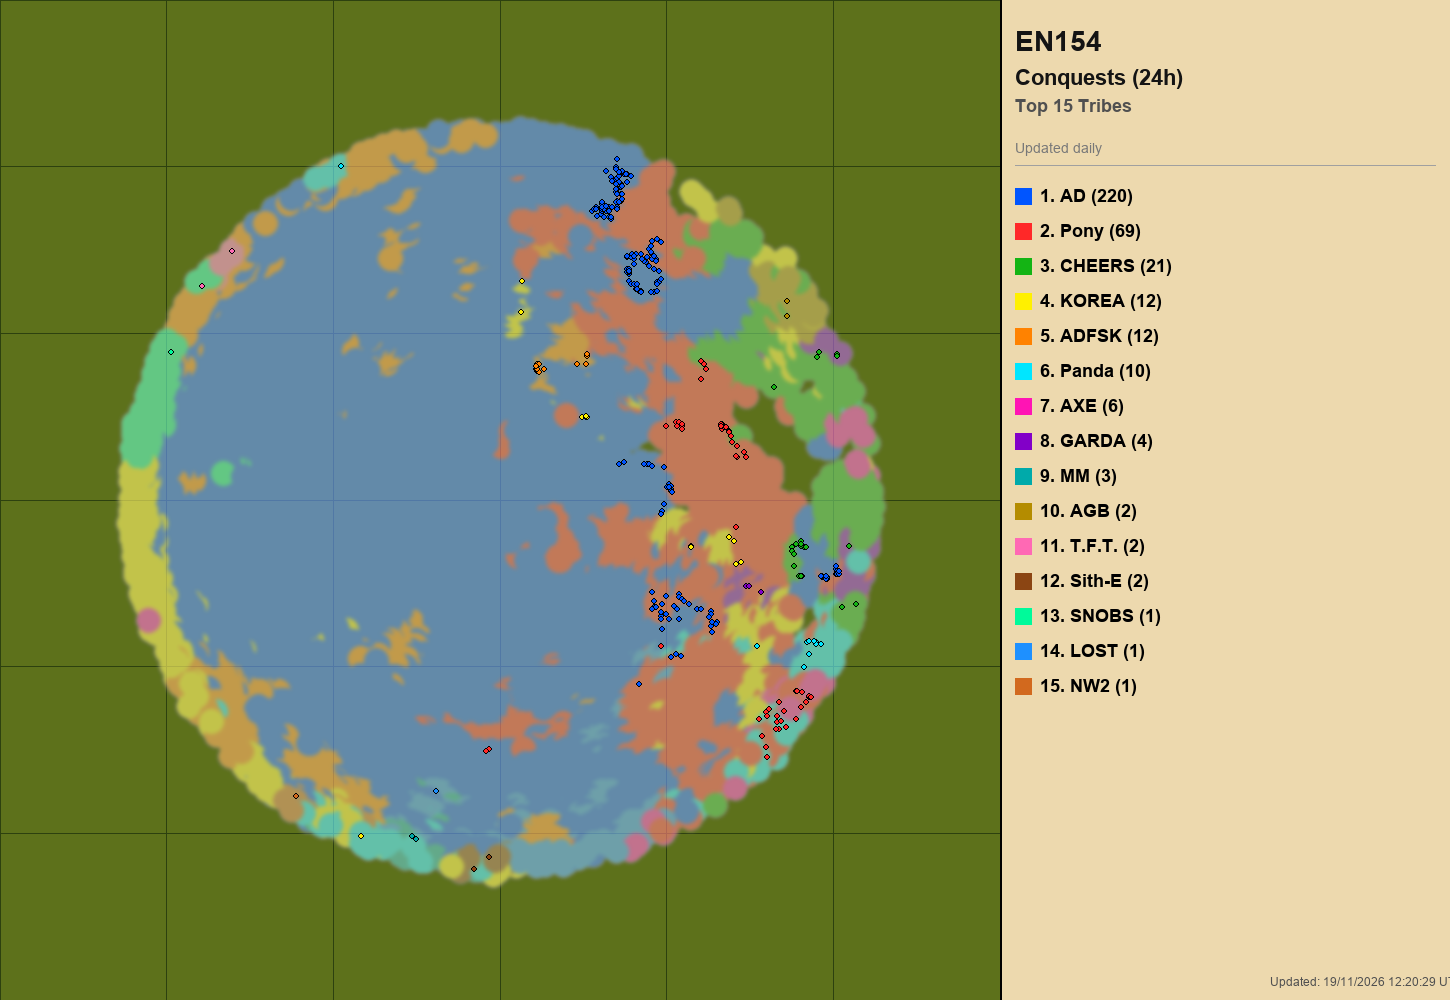 EN154
Conquests (24h)
Top 15 Tribes
Updated daily
1. AD (220)
2. Pony (69)
3. CHEERS (21)
4. KOREA (12)
5. ADFSK (12)
6. Panda (10)
7. AXE (6)
8. GARDA (4)
9. MM (3)
10. AGB (2)
11. T.F.T. (2)
12. Sith-E (2)
13. SNOBS (1)
14. LOST (1)
15. NW2 (1)
Updated: 19/11/2026 12:20:29 U